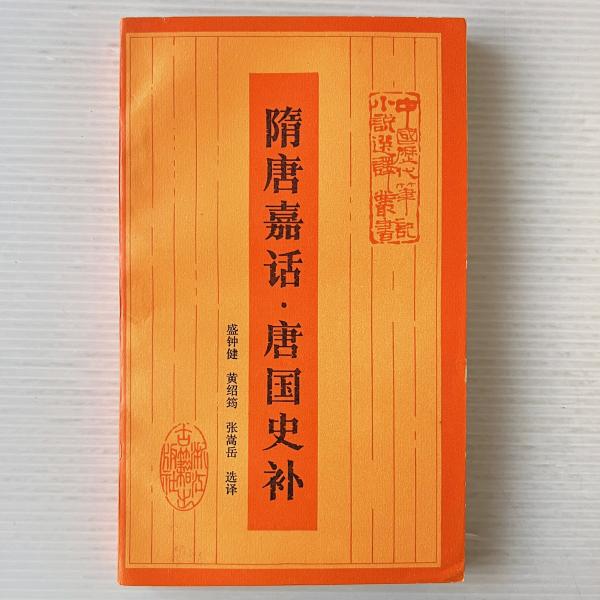 中國歷代筆記
小說選譯叢書
隋唐嘉话·唐国史补
盛钟健 黄绍筠 张嵩岳 选译
浙江古籍出版社